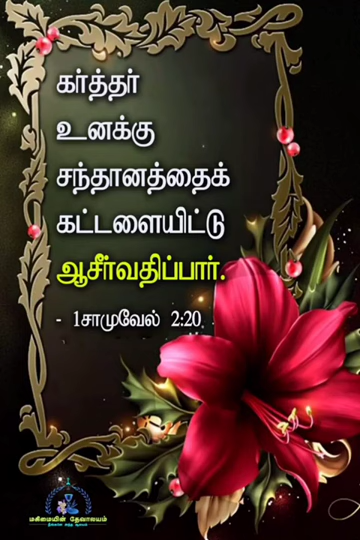 கர்த்தர்
உனக்கு
சந்தானத்தைக்
கட்டளையிட்டு
ஆசீர்வதிப்பார்.
- 1சாமுவேல் 2:20
மகிமையின் தேவாலயம்